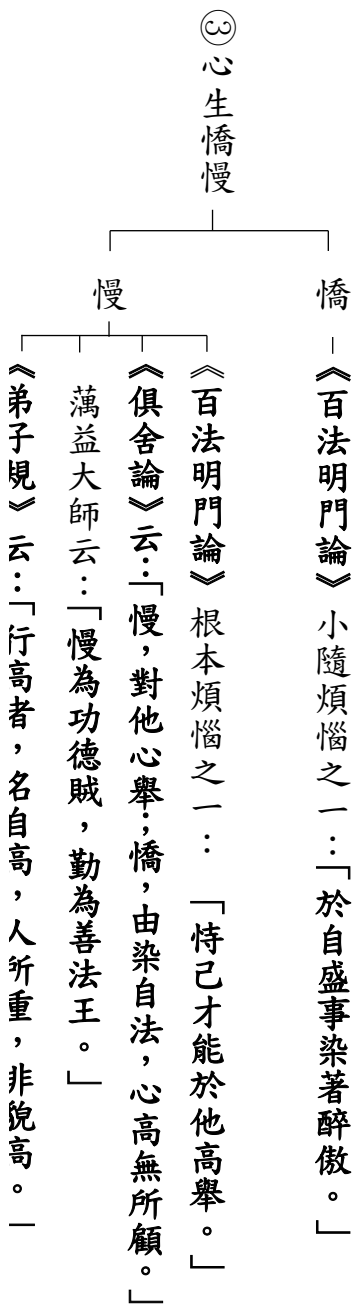 ③心生憍慢
憍
《百法明門論》小隨煩惱之一：「於自盛事染著醉傲。」
慢
《百法明門論》根本煩惱之一：「恃己才能於他高舉。」
《俱舍論》云：「慢，對他心舉；憍，由染自法，心高無所顧。」
蕅益大師云：「慢為功德賊，勤為善法王。」
《弟子規》云：「行高者，名自高，人所重，非貌高。」